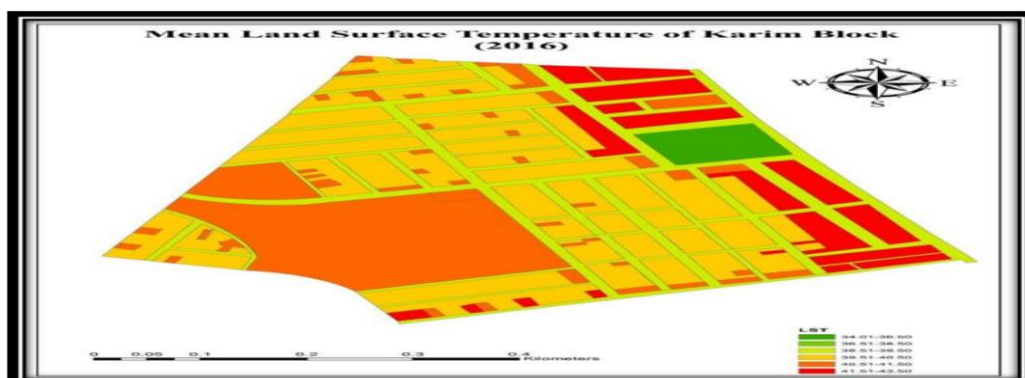 Mean Land Surface Temperature of Karim Block
(2016)
N
W E
S
LST
34.01-36.50
36.51-38.50
38.51-39.50
39.51-40.50
40.51-41.50
41.51-43.50
0 0.05 0.1 0.2 0.3 0.4
Kilometers